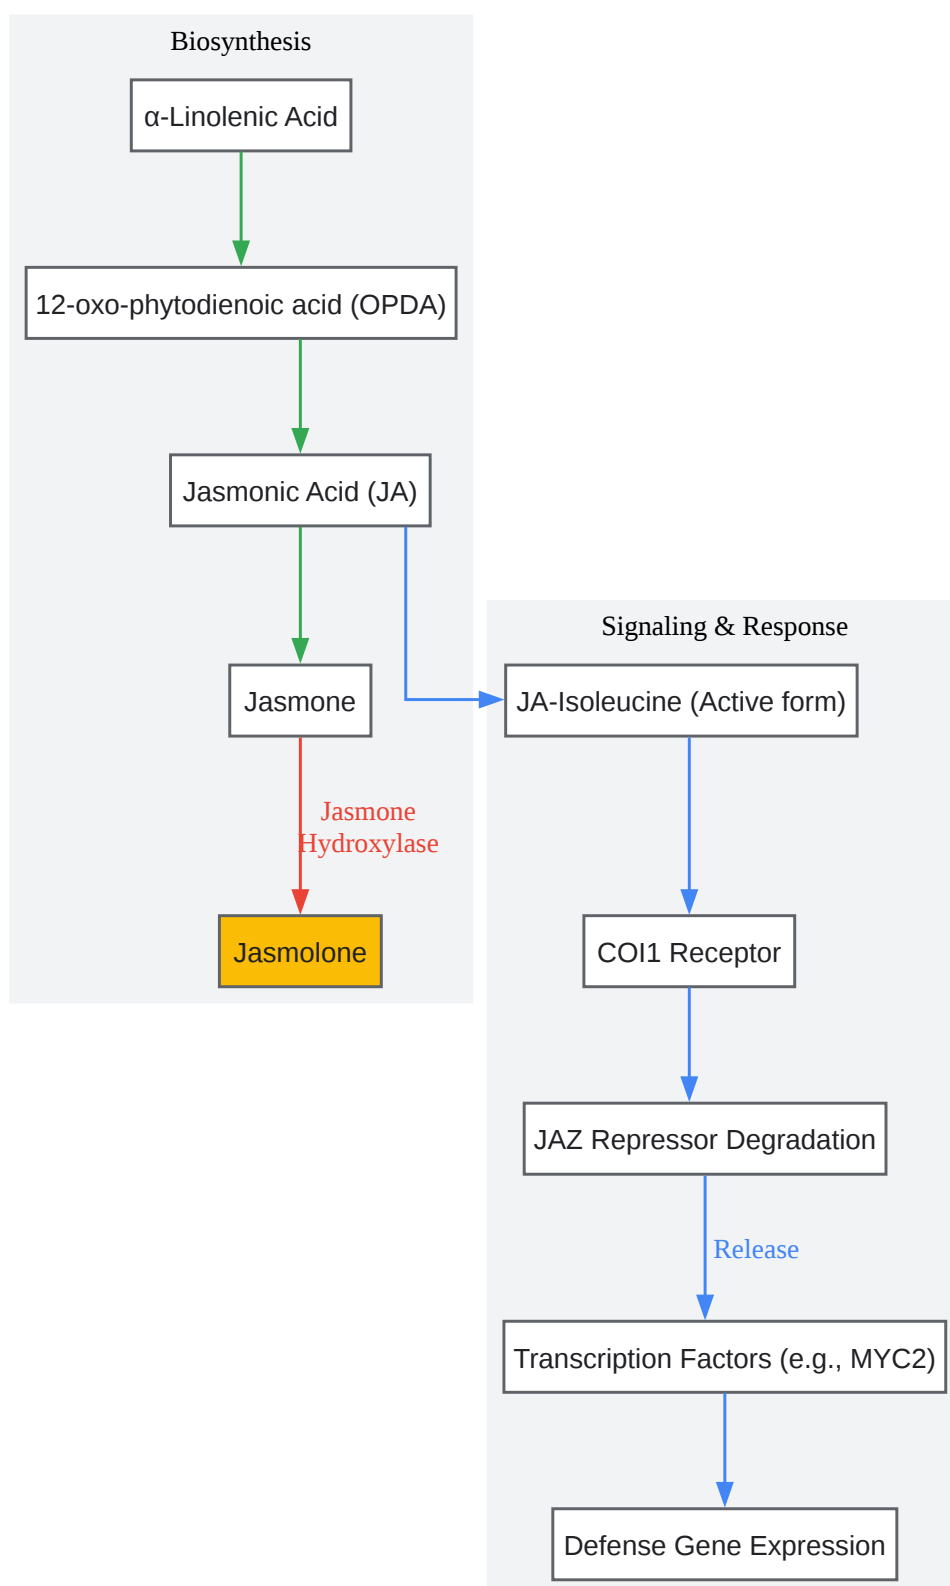 Biosynthesis
α-Linolenic Acid
12-oxo-phytodienoic acid (OPDA)
Jasmonic Acid (JA)
Jasmone
Jasmone
Hydroxylase
Jasmolone
Signaling & Response
JA-Isoleucine (Active form)
COI1 Receptor
JAZ Repressor Degradation
Release
Transcription Factors (e.g., MYC2)
Defense Gene Expression